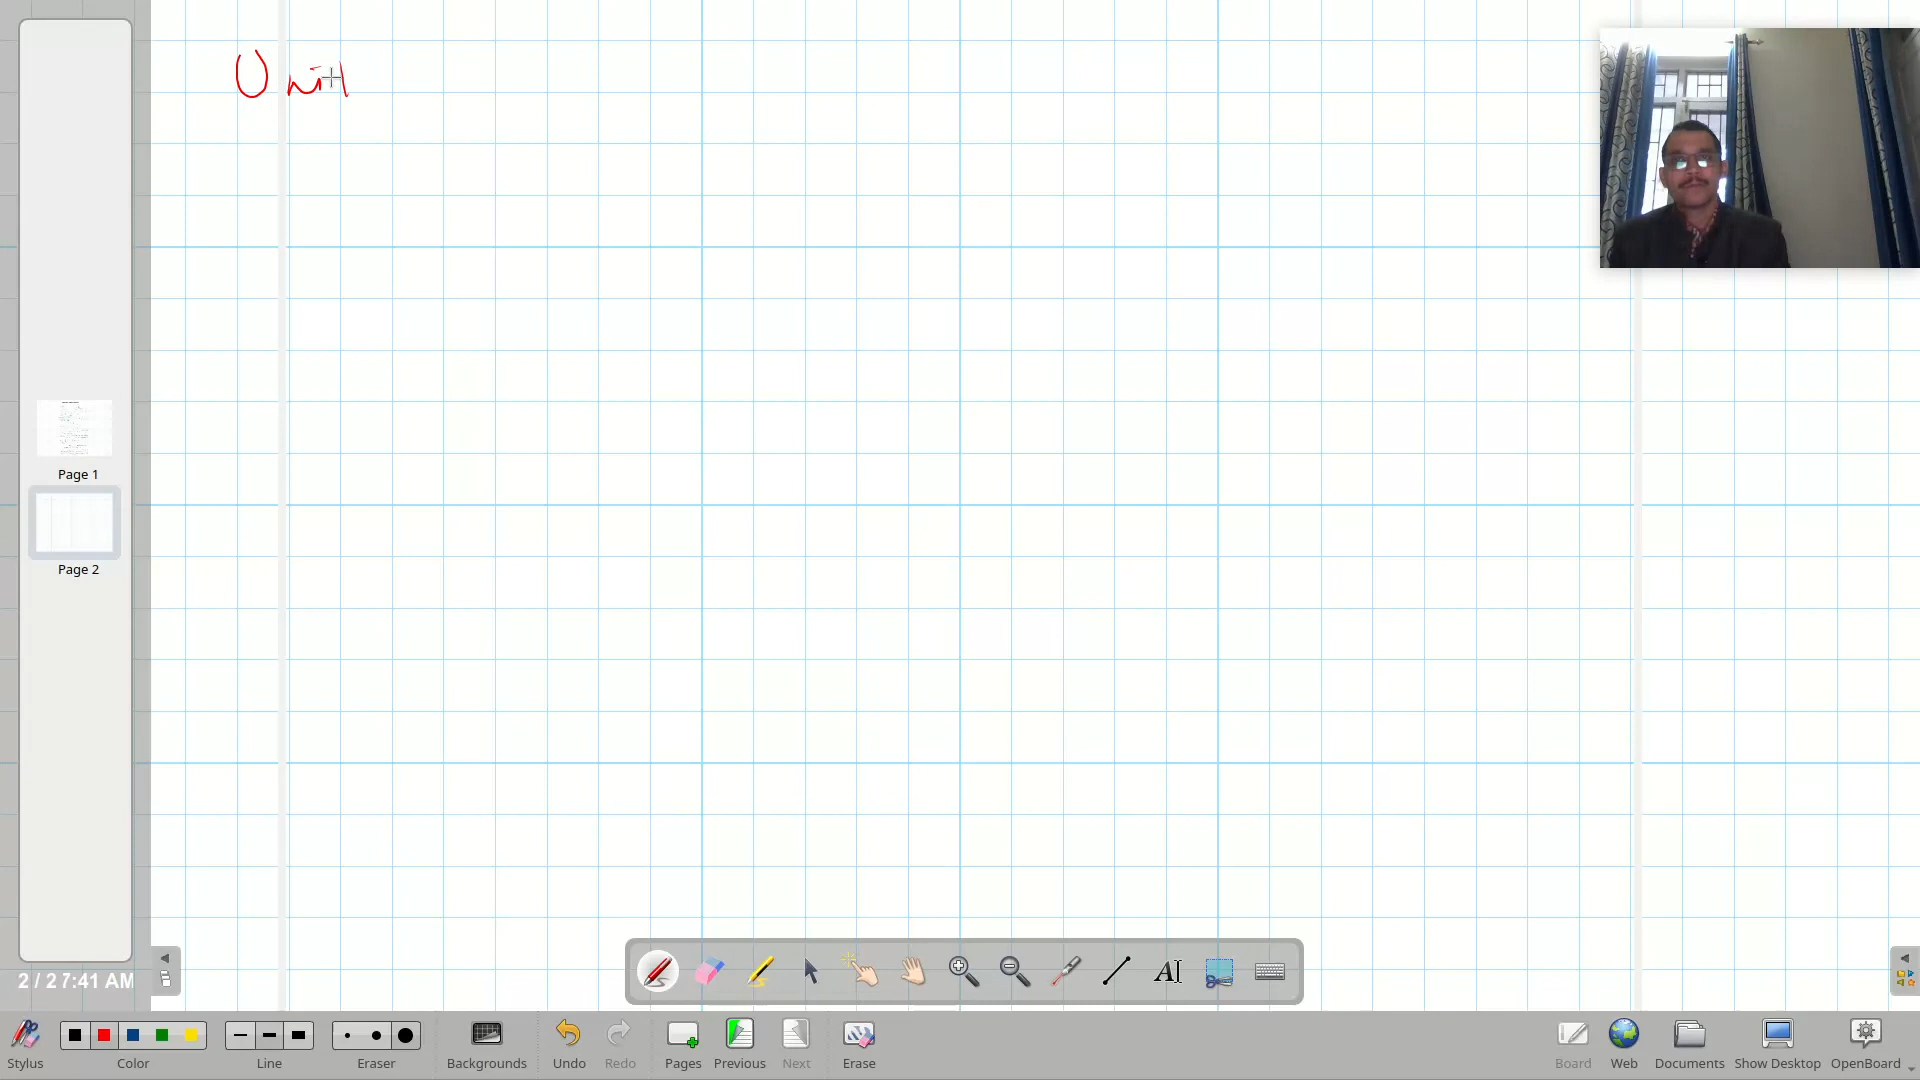 Unit
Page 1
Page 2
2 / 2 7:41 AM
Stylus
Color
Line
Eraser
Backgrounds
Undo
Redo
Pages
Previous
Next
Erase
Board
Web
Documents
Show Desktop
OpenBoard